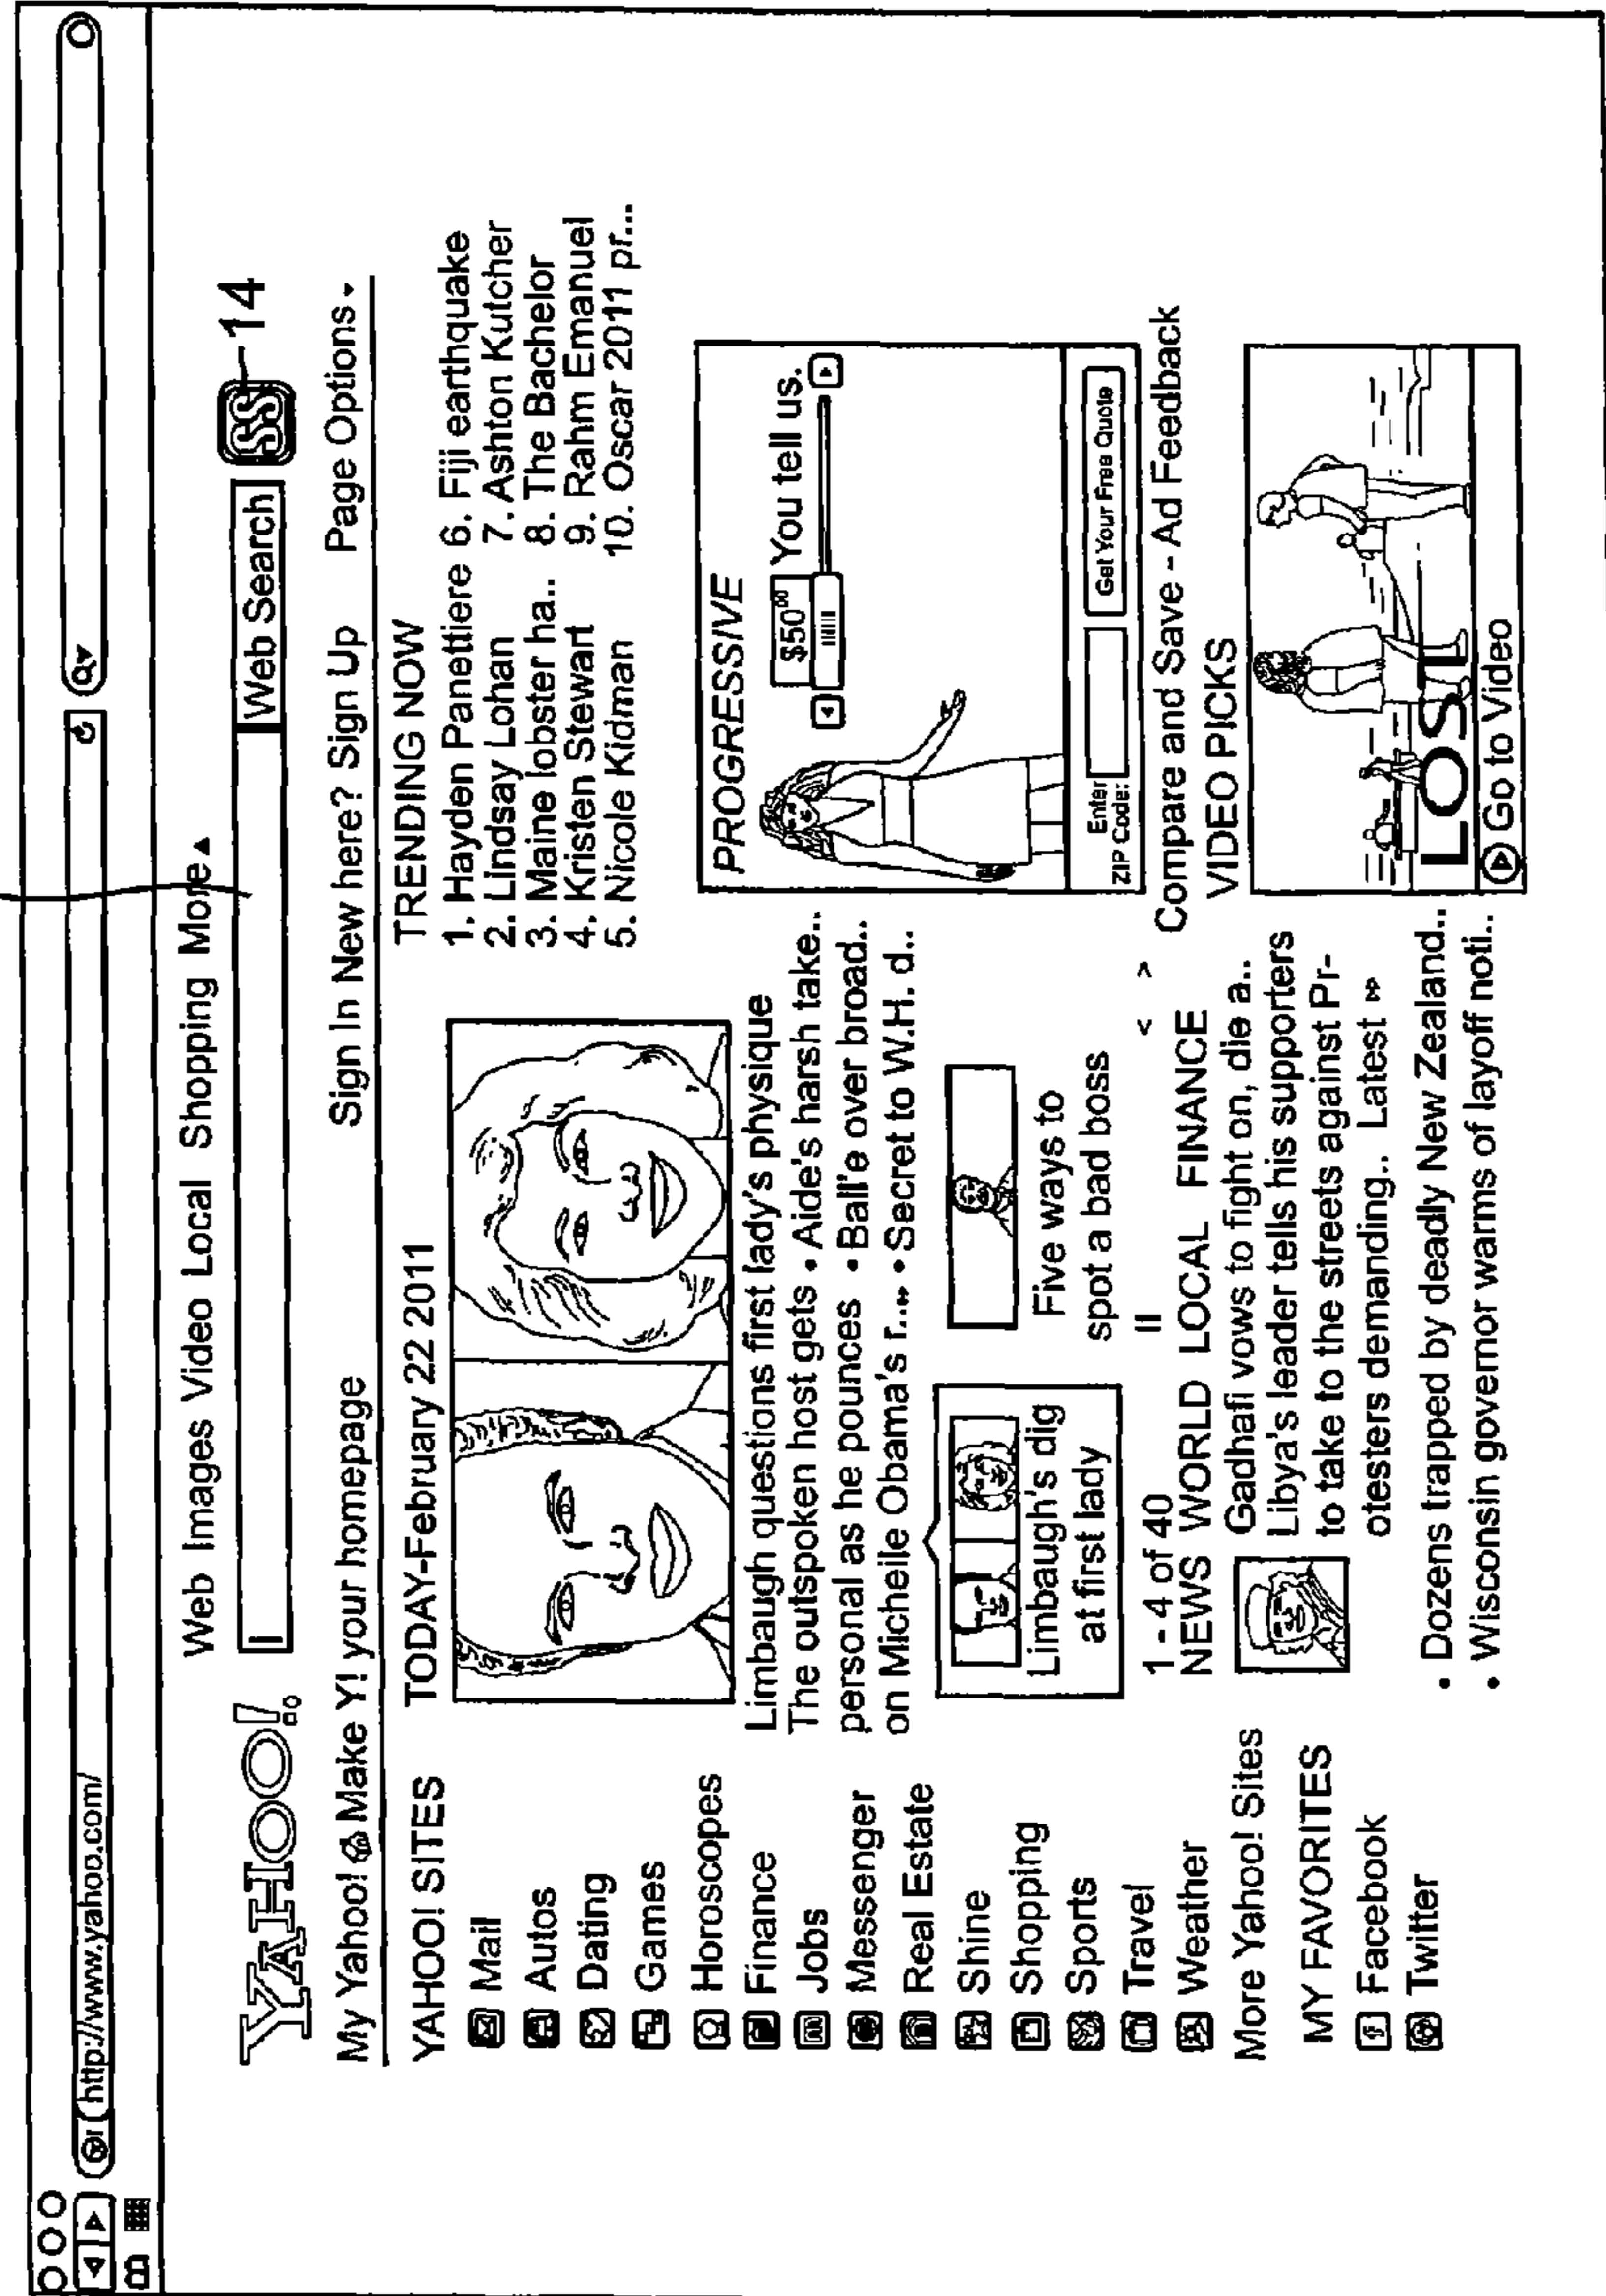 http://www.yahoo.com/
Web Images Video Local Shopping More▲
YAHOO!
Web Search
SS
14
My Yahoo! Make Y! your homepage
Sign In New here? Sign Up Page Options
YAHOO! SITES
Mail
Autos
Dating
Games
Horoscopes
Finance
Jobs
Messenger
Real Estate
Shine
Shopping
Sports
Travel
Weather
More Yahoo! Sites
MY FAVORITES
Facebook
Twitter
TODAY-February 22 2011
Limbaugh questions first lady's physique
The outspoken host gets • Aide's harsh take..
personal as he pounces • Ball'e over broad..
on Micheile Obama's r...» • Secret to W.H. d..
Limbaugh's dig
at first lady
Five ways to
spot a bad boss
1 - 4 of 40 II < >
NEWS WORLD LOCAL FINANCE
Gadhafi vows to fight on, die a..
Libya's leader tells his supporters
to take to the streets against Pr-
otesters demanding.. Latest »
• Dozens trapped by deadly New Zealand..
• Wisconsin governor warms of layoff noti..
TRENDING NOW
1. Hayden Panettiere 6. Fiji earthquake
2. Lindsay Lohan 7. Ashton Kutcher
3. Maine lobster ha.. 8. The Bachelor
4. Kristen Stewart 9. Rahm Emanuel
5. Nicole Kidman 10. Oscar 2011 pr...
PROGRESSIVE
$50.00 You tell us.
Enter
ZIP Code:
Get Your Free Quote
Compare and Save - Ad Feedback
VIDEO PICKS
LOST
Go to Video